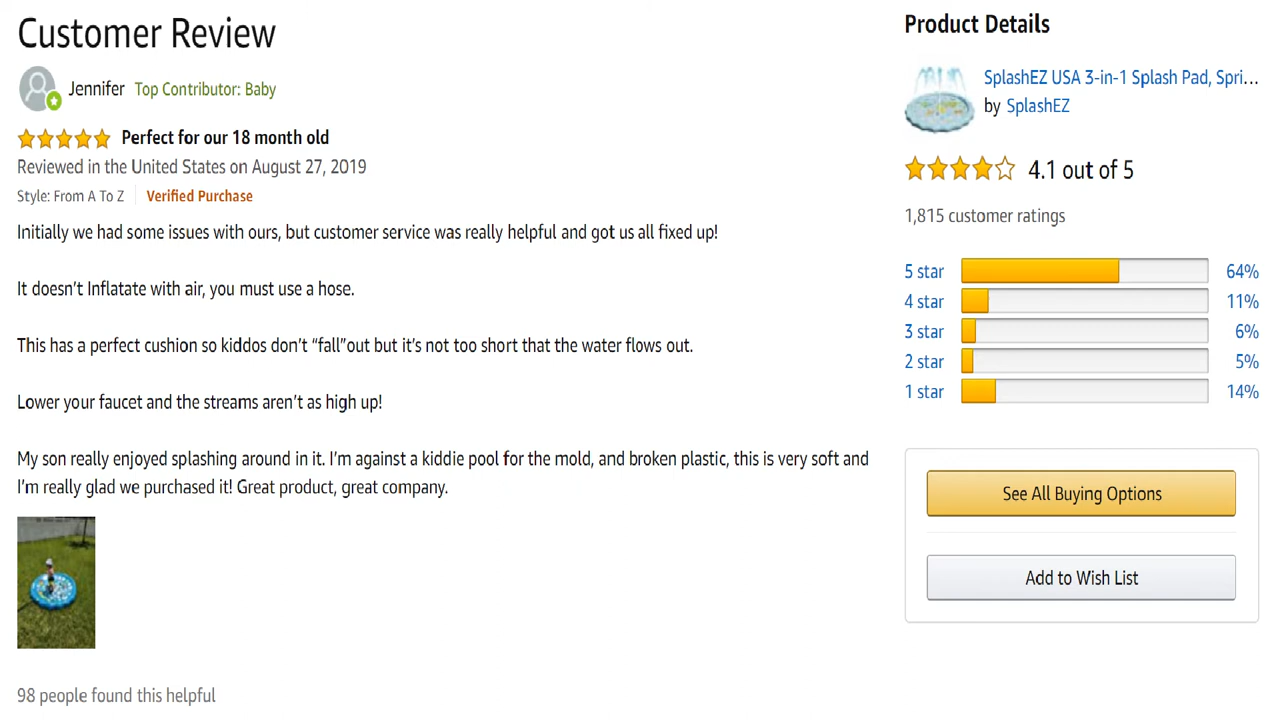 Customer Review
Jennifer Top Contributor: Baby
Perfect for our 18 month old
Reviewed in the United States on August 27, 2019
Style: From A To Z Verified Purchase
Initially we had some issues with ours, but customer service was really helpful and got us all fixed up!
It doesn't Inflatate with air, you must use a hose.
This has a perfect cushion so kiddos don't “fall”out but it's not too short that the water flows out.
Lower your faucet and the streams aren't as high up!
My son really enjoyed splashing around in it. I'm against a kiddie pool for the mold, and broken plastic, this is very soft and
I'm really glad we purchased it! Great product, great company.
98 people found this helpful
Product Details
SplashEZ USA 3-in-1 Splash Pad, Spri...
by SplashEZ
4.1 out of 5
1,815 customer ratings
5 star 64%
4 star 11%
3 star 6%
2 star 5%
1 star 14%
See All Buying Options
Add to Wish List